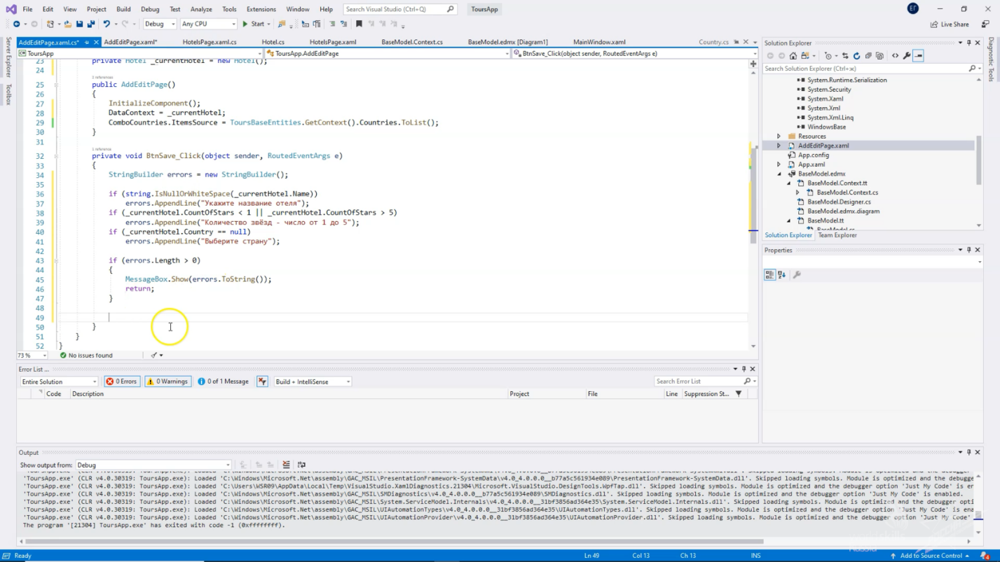 File Edit View Project Build Debug Test Analyze Tools Extensions Window Help Search Visual Studio (Ctrl+Q) ToursApp ЕГ
Debug Any CPU Start Live Share
AddEditPage.xaml.cs* AddEditPage.xaml* HotelsPage.xaml.cs Hotel.cs HotelsPage.xaml BaseModel.Context.cs BaseModel.edmx [Diagram1] MainWindow.xaml Country.cs
ToursApp ToursApp.AddEditPage BtnSave_Click(object sender, RoutedEventArgs e)
Server Explorer
Toolbox
23 private Hotel _currentHotel = new Hotel();
24
1 reference
25 public AddEditPage()
26 {
27 InitializeComponent();
28 DataContext = _currentHotel;
29 ComboCountries.ItemsSource = ToursBaseEntities.GetContext().Countries.ToList();
30 }
31
1 reference
32 private void BtnSave_Click(object sender, RoutedEventArgs e)
33 {
34 StringBuilder errors = new StringBuilder();
35
36 if (string.IsNullOrWhiteSpace(_currentHotel.Name))
37 errors.AppendLine("Укажите название отеля");
38 if (_currentHotel.CountOfStars < 1 || _currentHotel.CountOfStars > 5)
39 errors.AppendLine("Количество звёзд - число от 1 до 5");
40 if (_currentHotel.Country == null)
41 errors.AppendLine("Выберите страну");
42
43 if (errors.Length > 0)
44 {
45 MessageBox.Show(errors.ToString());
46 return;
47 }
48
49
50 }
51 }
52 }
73 % No issues found
Solution Explorer
Search Solution Explorer (Ctrl+ж)
System.Runtime.Serialization
System.Security
System.Xaml
System.Xml
System.Xml.Linq
WindowsBase
Resources
AddEditPage.xaml
App.config
App.xaml
BaseModel.edmx
BaseModel.Context.tt
BaseModel.Context.cs
BaseModel.Designer.cs
BaseModel.edmx.diagram
BaseModel.tt
BaseModel.cs
Solution Explorer Team Explorer
Properties
Diagnostic Tools
Error List ...
Entire Solution 0 Errors 0 Warnings 0 of 1 Message Build + IntelliSense Search Error List
Code Description Project File Line Suppression St...
Output
Show output from: Debug
'ToursApp.exe' (CLR v4.0.30319: ToursApp.exe): Loaded 'C:\Windows\Microsoft.Net\assembly\GAC_MSIL\PresentationFramework-SystemData\v4.0_4.0.0.0__b77a5c561934e089\PresentationFramework-SystemData.dll'. Skipped loading symbols. Module is optimized and the debugger option 'Just My Code'
'ToursApp.exe' (CLR v4.0.30319: ToursApp.exe): Loaded 'C:\Users\WSR09\AppData\Local\Temp\VisualStudio.XamlDiagnostics.21304\Microsoft.VisualStudio.DesignTools.WpfTap.dll'. Skipped loading symbols. Module is optimized and the debugger option 'Just My Code' is en
'ToursApp.exe' (CLR v4.0.30319: ToursApp.exe): Loaded 'C:\Windows\Microsoft.Net\assembly\GAC_MSIL\SMDiagnostics\v4.0_4.0.0.0__b77a5c561934e089\SMDiagnostics.dll'. Skipped loading symbols. Module is optimized and the debugger option 'Just My Code' is enabled.
'ToursApp.exe' (CLR v4.0.30319: ToursApp.exe): Loaded 'C:\Windows\Microsoft.Net\assembly\GAC_MSIL\System.ServiceModel.Internals\v4.0_4.0.0.0__31bf3856ad364e35\System.ServiceModel.Internals.dll'. Skipped loading symbols. Module is optimized and the debugger opt
'ToursApp.exe' (CLR v4.0.30319: ToursApp.exe): Loaded 'C:\Windows\Microsoft.Net\assembly\GAC_MSIL\UIAutomationTypes\v4.0_4.0.0.0__31bf3856ad364e35\UIAutomationTypes.dll'. Skipped loading symbols. Module is optimized and the debugger option 'Just My Code' is ena
'ToursApp.exe' (CLR v4.0.30319: ToursApp.exe): Loaded 'C:\Windows\Microsoft.Net\assembly\GAC_MSIL\UIAutomationProvider\v4.0_4.0.0.0__31bf3856ad364e35\UIAutomationProvider.dll'. Skipped loading symbols. Module is optimized and the debugger option 'Just My Code'
The program '[21304] ToursApp.exe' has exited with code -1 (0xffffffff).
Ready Ln 49 Col 13 Ch 13 INS Add to Source Control 4